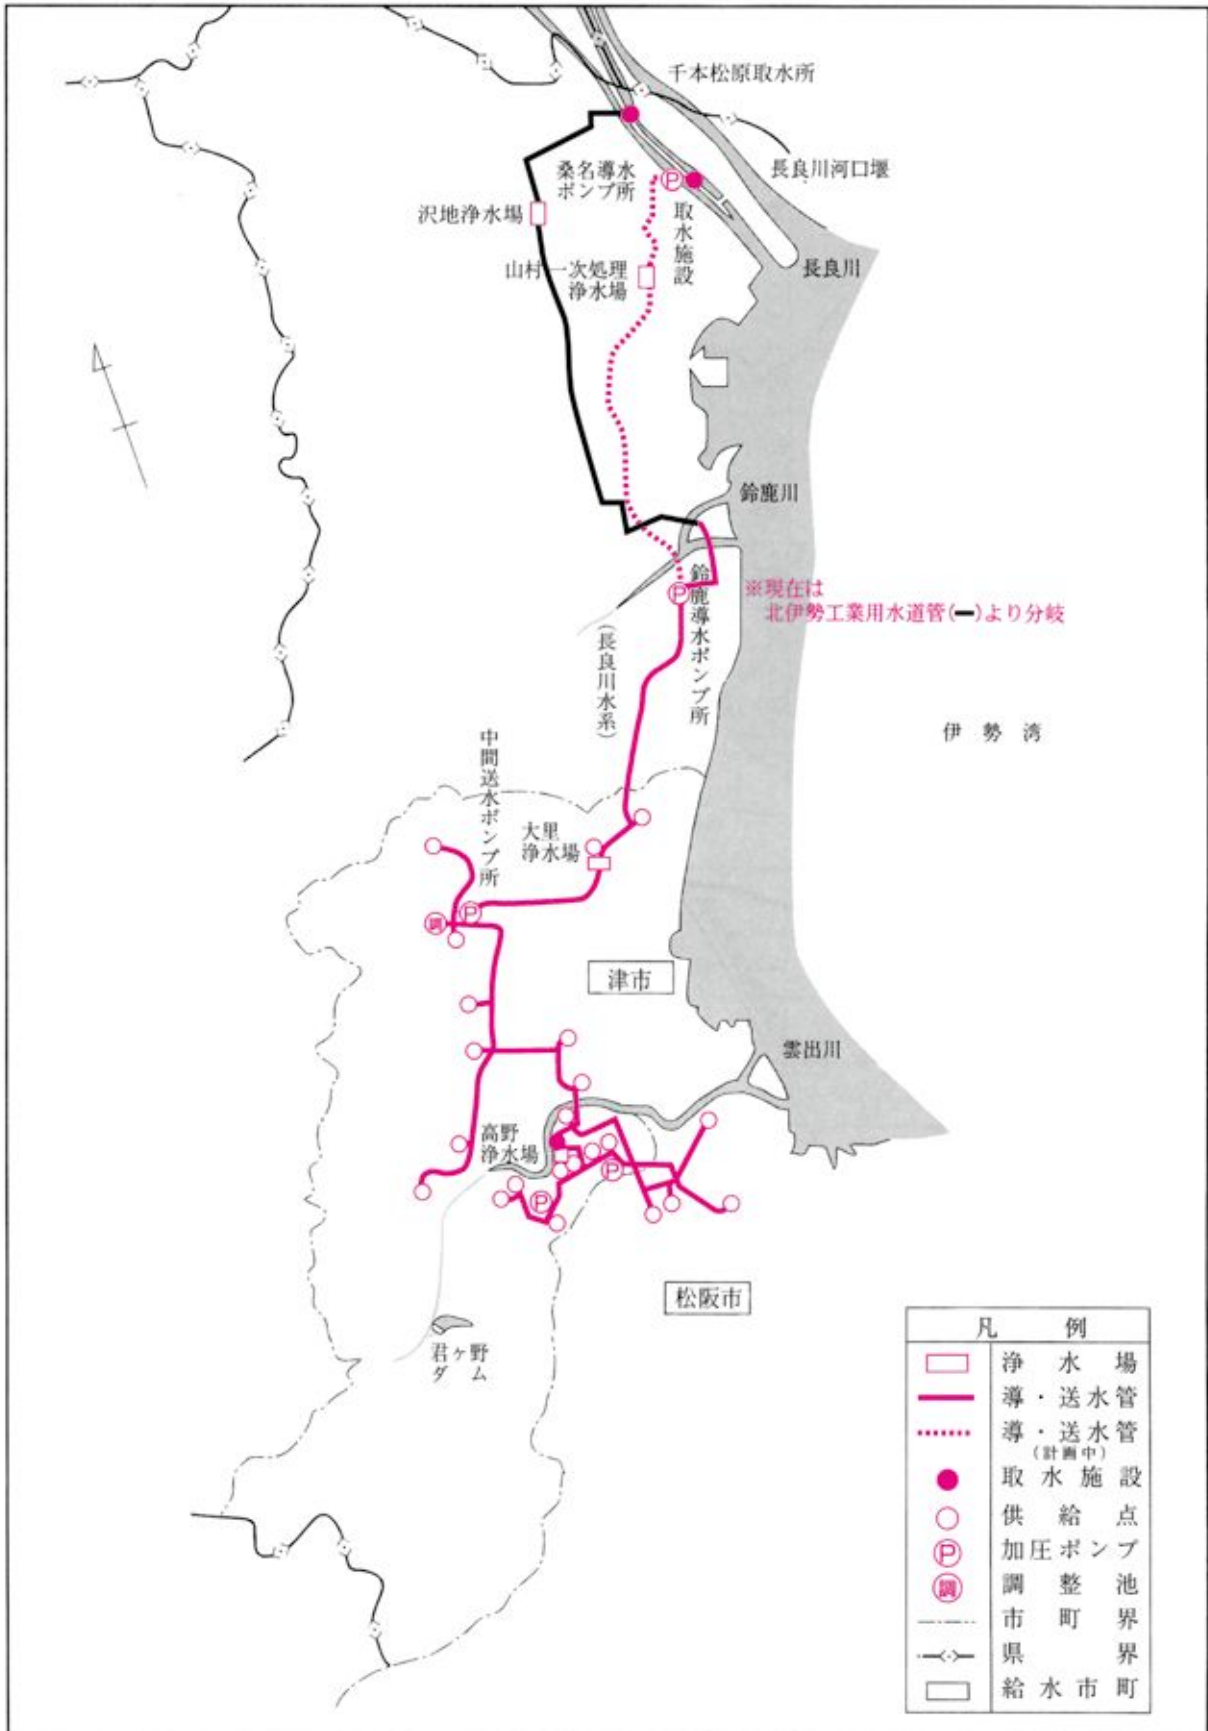 千本松原取水所
長良川河口堰
桑名導水
ポンプ所
取水施設
沢地浄水場
山村一次処理
浄水場
長良川
鈴鹿川
鈴鹿導水ポンプ所
※現在は
北伊勢工業用水道管(━)より分岐
(長良川水系)
伊勢湾
中間送水ポンプ所
大里
浄水場
P
P
P
調
津市
雲出川
高野
浄水場
P
P
松阪市
君ヶ野
ダム
凡例
浄水場
導・送水管
導・送水管
(計画中)
取水施設
供給点
P 加圧ポンプ
調 調整池
市町界
県界
給水市町